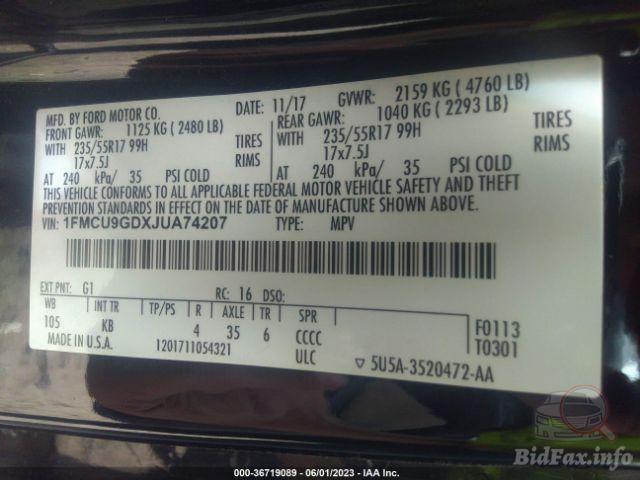 MFD. BY FORD MOTOR CO.
DATE: 11/17 GVWR: 2159 KG ( 4760 LB)
FRONT GAWR: 1125 KG ( 2480 LB)
REAR GAWR: 1040 KG ( 2293 LB)
WITH 235/55R17 99H TIRES
WITH 235/55R17 99H TIRES
17x7.5J RIMS
17x7.5J RIMS
AT 240 kPa/ 35 PSI COLD
AT 240 kPa/ 35 PSI COLD
THIS VEHICLE CONFORMS TO ALL APPLICABLE FEDERAL MOTOR VEHICLE SAFETY AND THEFT
PREVENTION STANDARDS IN EFFECT ON THE DATE OF MANUFACTURE SHOWN ABOVE.
VIN: 1FMCU9GDXJUA74207 TYPE: MPV
EXT PNT: G1 RC: 16 DSO:
WB INT TR TP/PS R AXLE TR SPR
105 KB 4 35 6 CCCC F0113
MADE IN U.S.A. 1201711054321 ULC T0301
▽ 5U5A-3520472-AA
BidFax.info
000-36719089 - 06/01/2023 - IAA Inc.